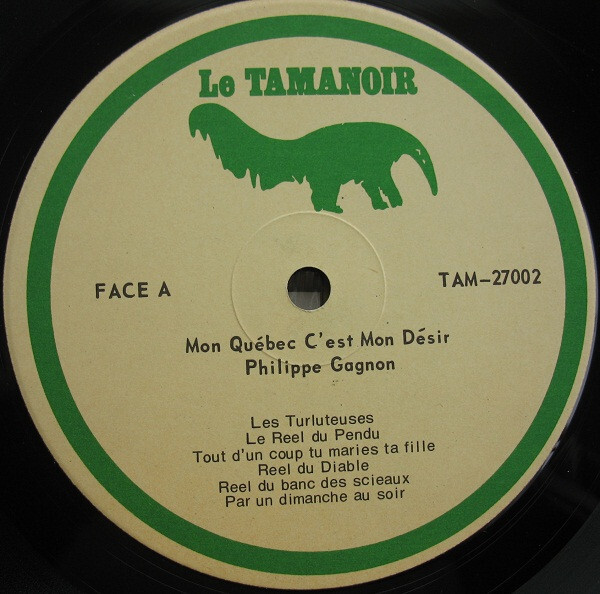 Le TAMANOIR
FACE A
TAM-27002
Mon Québec C'est Mon Désir
Philippe Gagnon
Les Turluteuses
Le Reel du Pendu
Tout d'un coup tu maries ta fille
Reel du Diable
Reel du banc des scieaux
Par un dimanche au soir